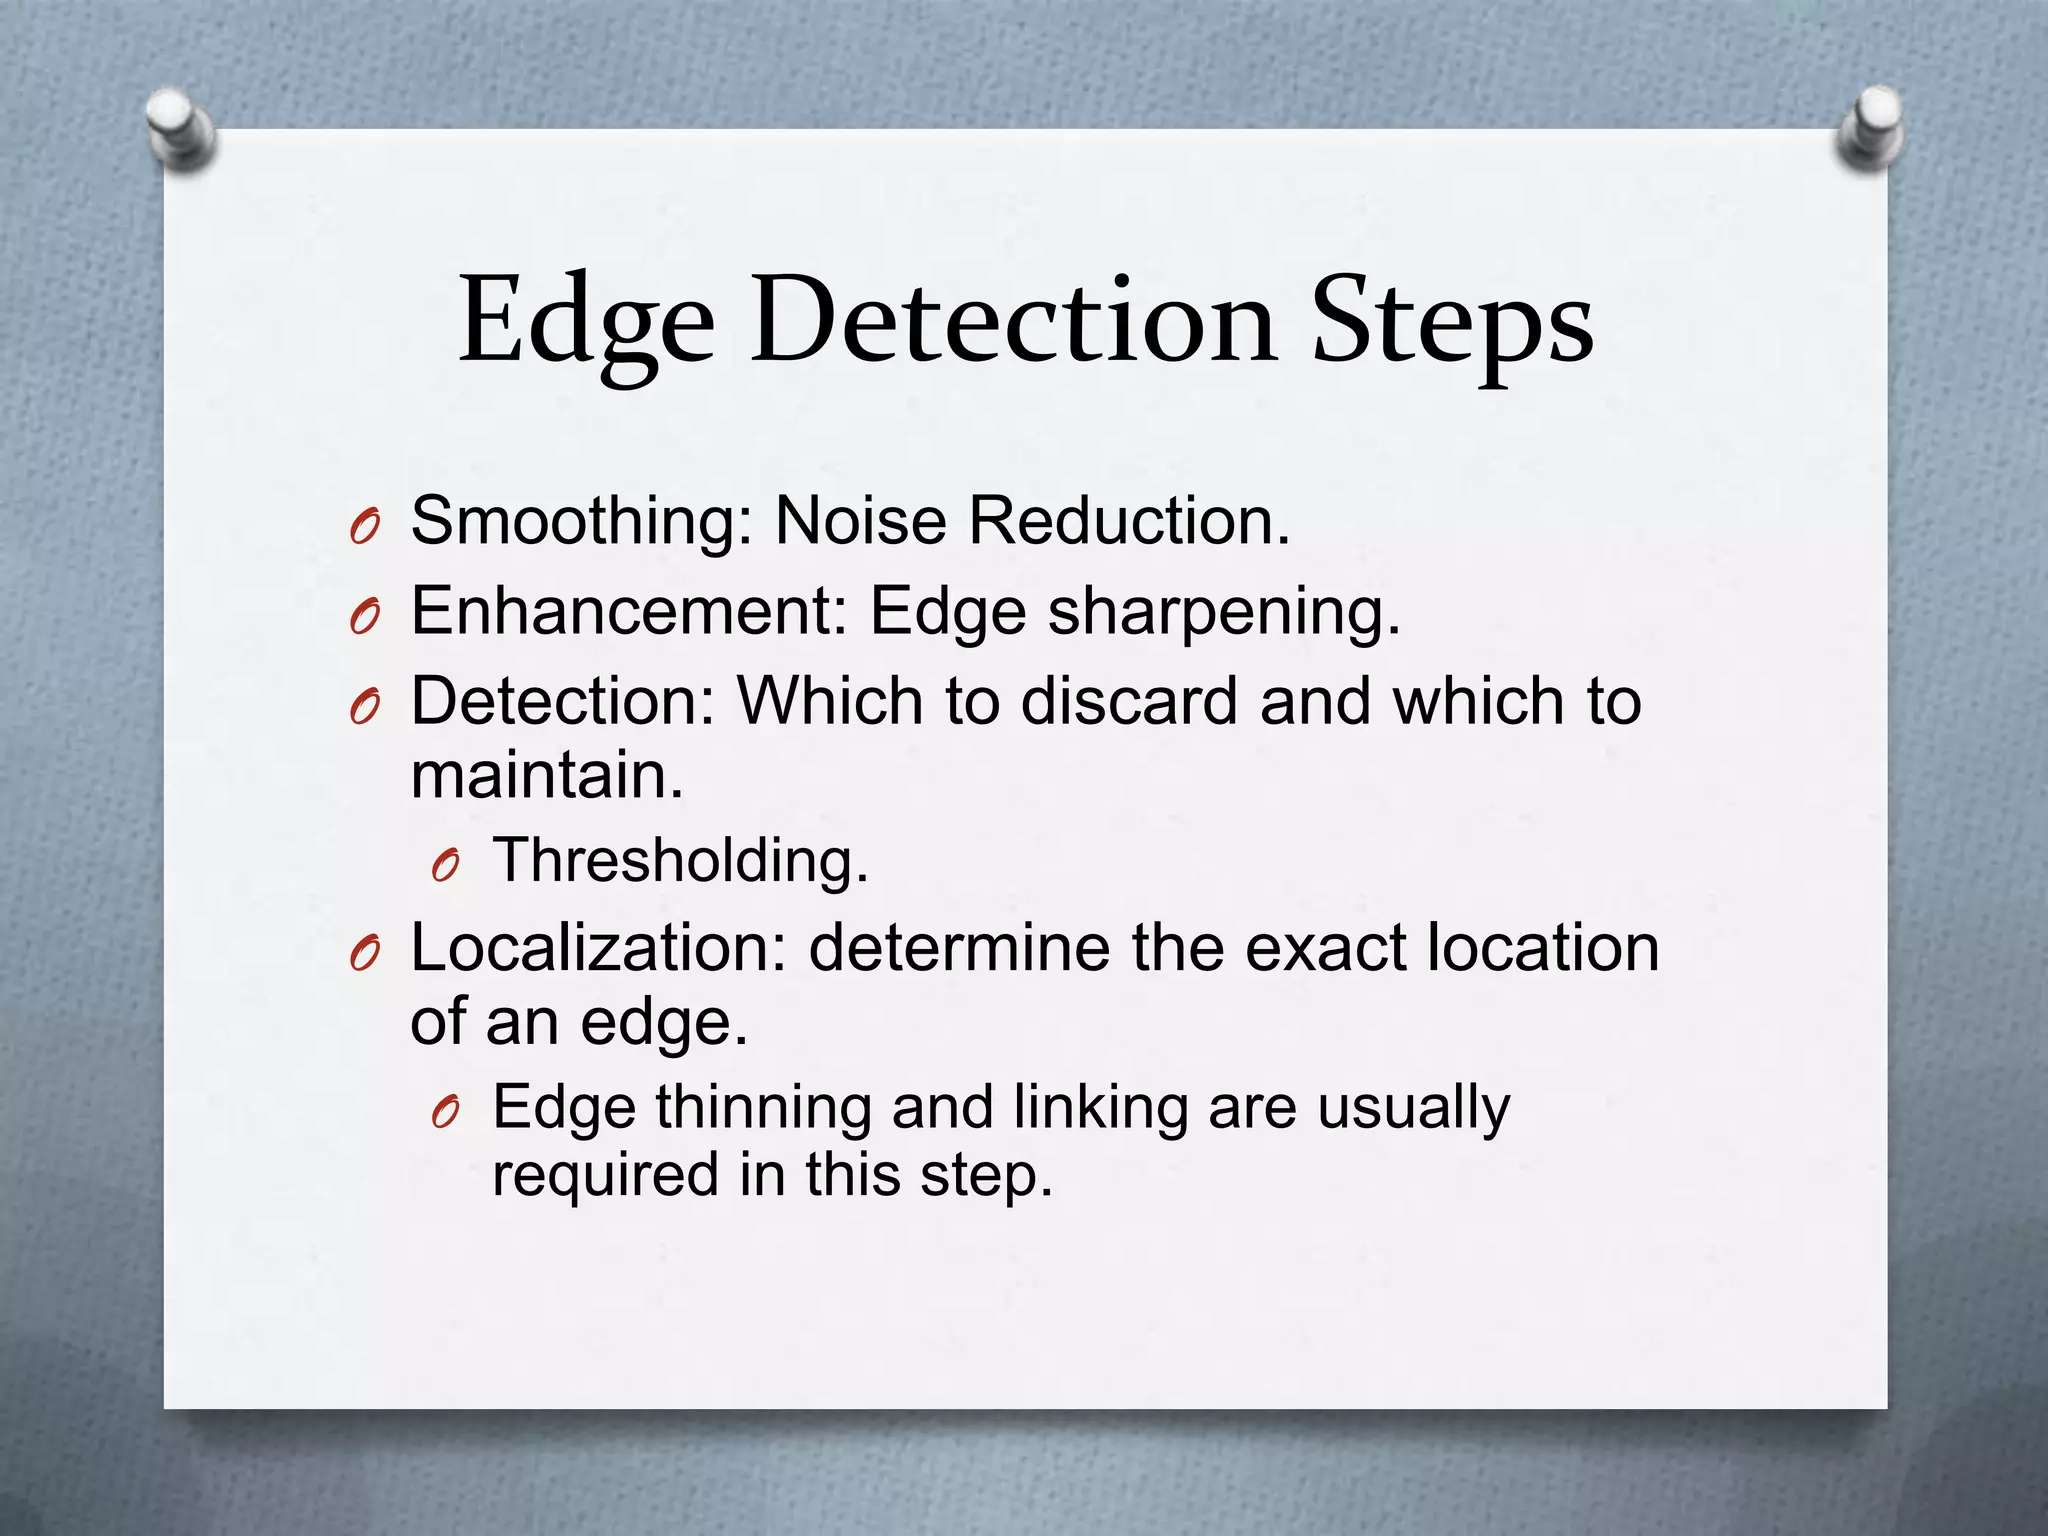 Edge Detection Steps
Smoothing: Noise Reduction.
Enhancement: Edge sharpening.
Detection: Which to discard and which to
maintain.
Thresholding.
Localization: determine the exact location
of an edge.
Edge thinning and linking are usually
required in this step.